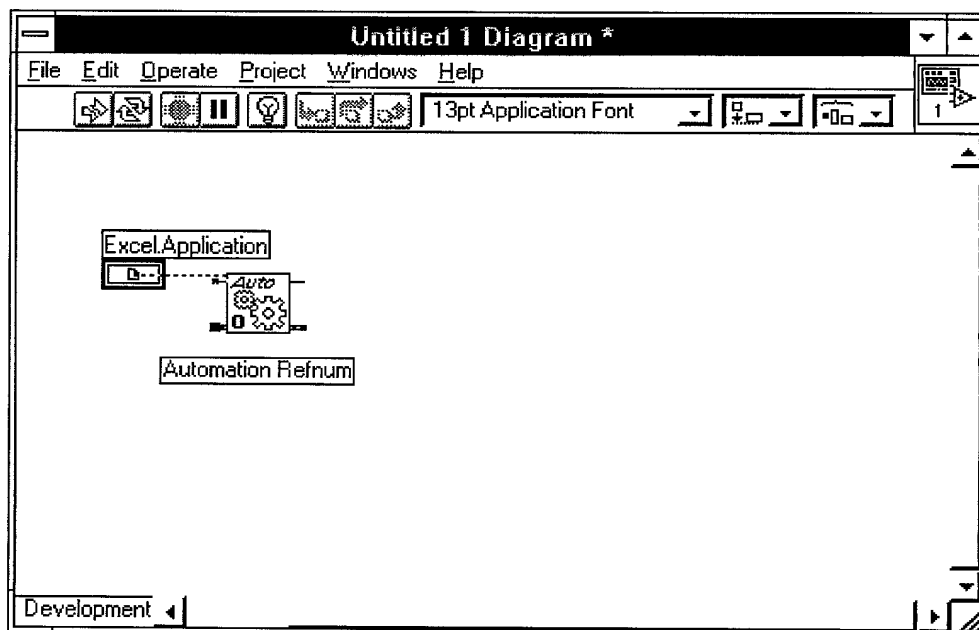 Untitled 1 Diagram *
File Edit Operate Project Windows Help
13pt Application Font
1
Excel.Application
Auto
Automation Refnum
Development